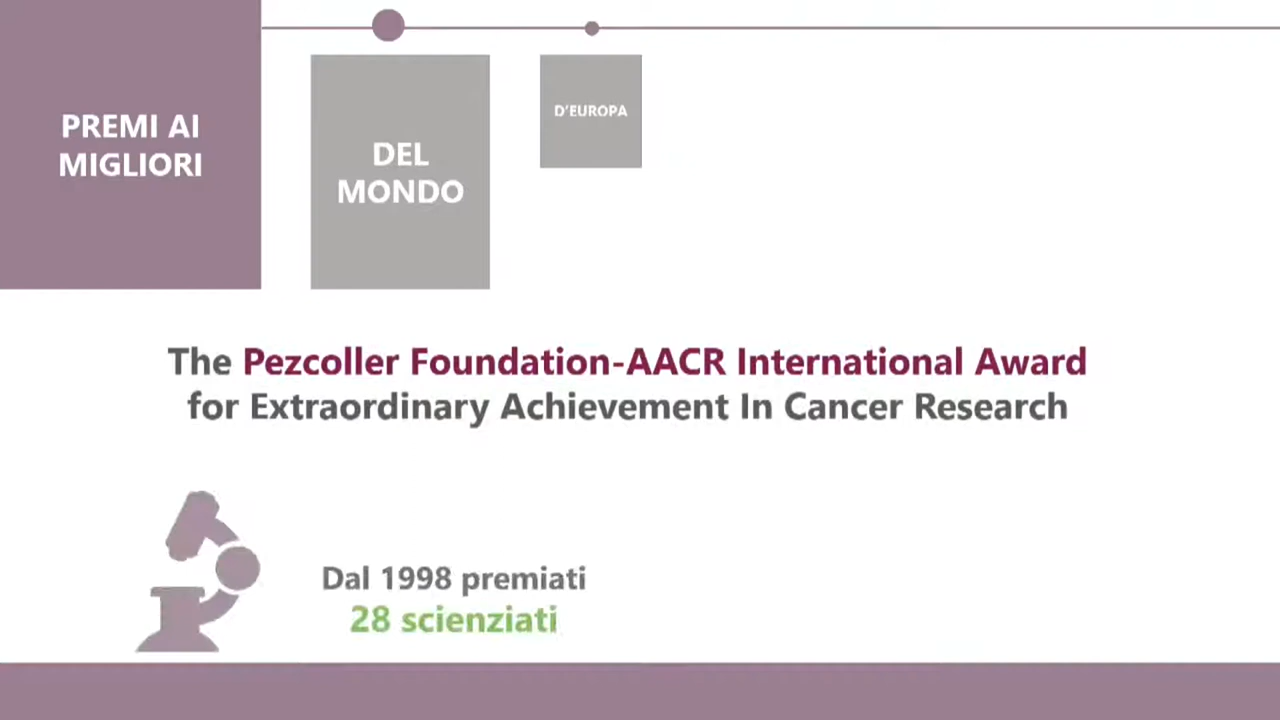 PREMI AI
MIGLIORI
DEL
MONDO
D'EUROPA
The Pezcoller Foundation-AACR International Award
for Extraordinary Achievement In Cancer Research
Dal 1998 premiati
28 scienziati